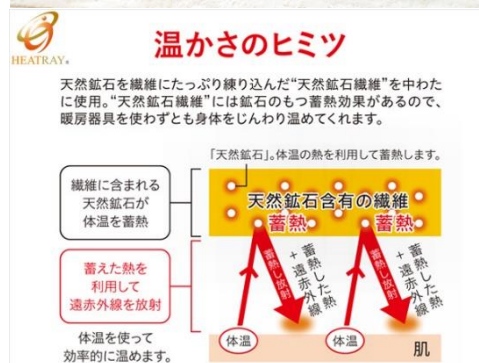 HEATRAY®
温かさのヒミツ
天然鉱石を繊維にたっぷり練り込んだ“天然鉱石繊維”を中わた
に使用。“天然鉱石繊維”には鉱石のもつ蓄熱効果があるので、
暖房器具を使わずとも身体をじんわり温めてくれます。
「天然鉱石」。体温の熱を利用して蓄熱します。
繊維に含まれる
天然鉱石が
体温を蓄熱
天然鉱石含有の繊維
蓄熱
蓄熱
蓄えた熱を
利用して
遠赤外線を放射
蓄熱し放射
蓄熱した熱
+
遠赤外線
蓄熱し放射
蓄熱した熱
+
遠赤外線
体温を使って
効率的に温めます。
体温
体温
肌